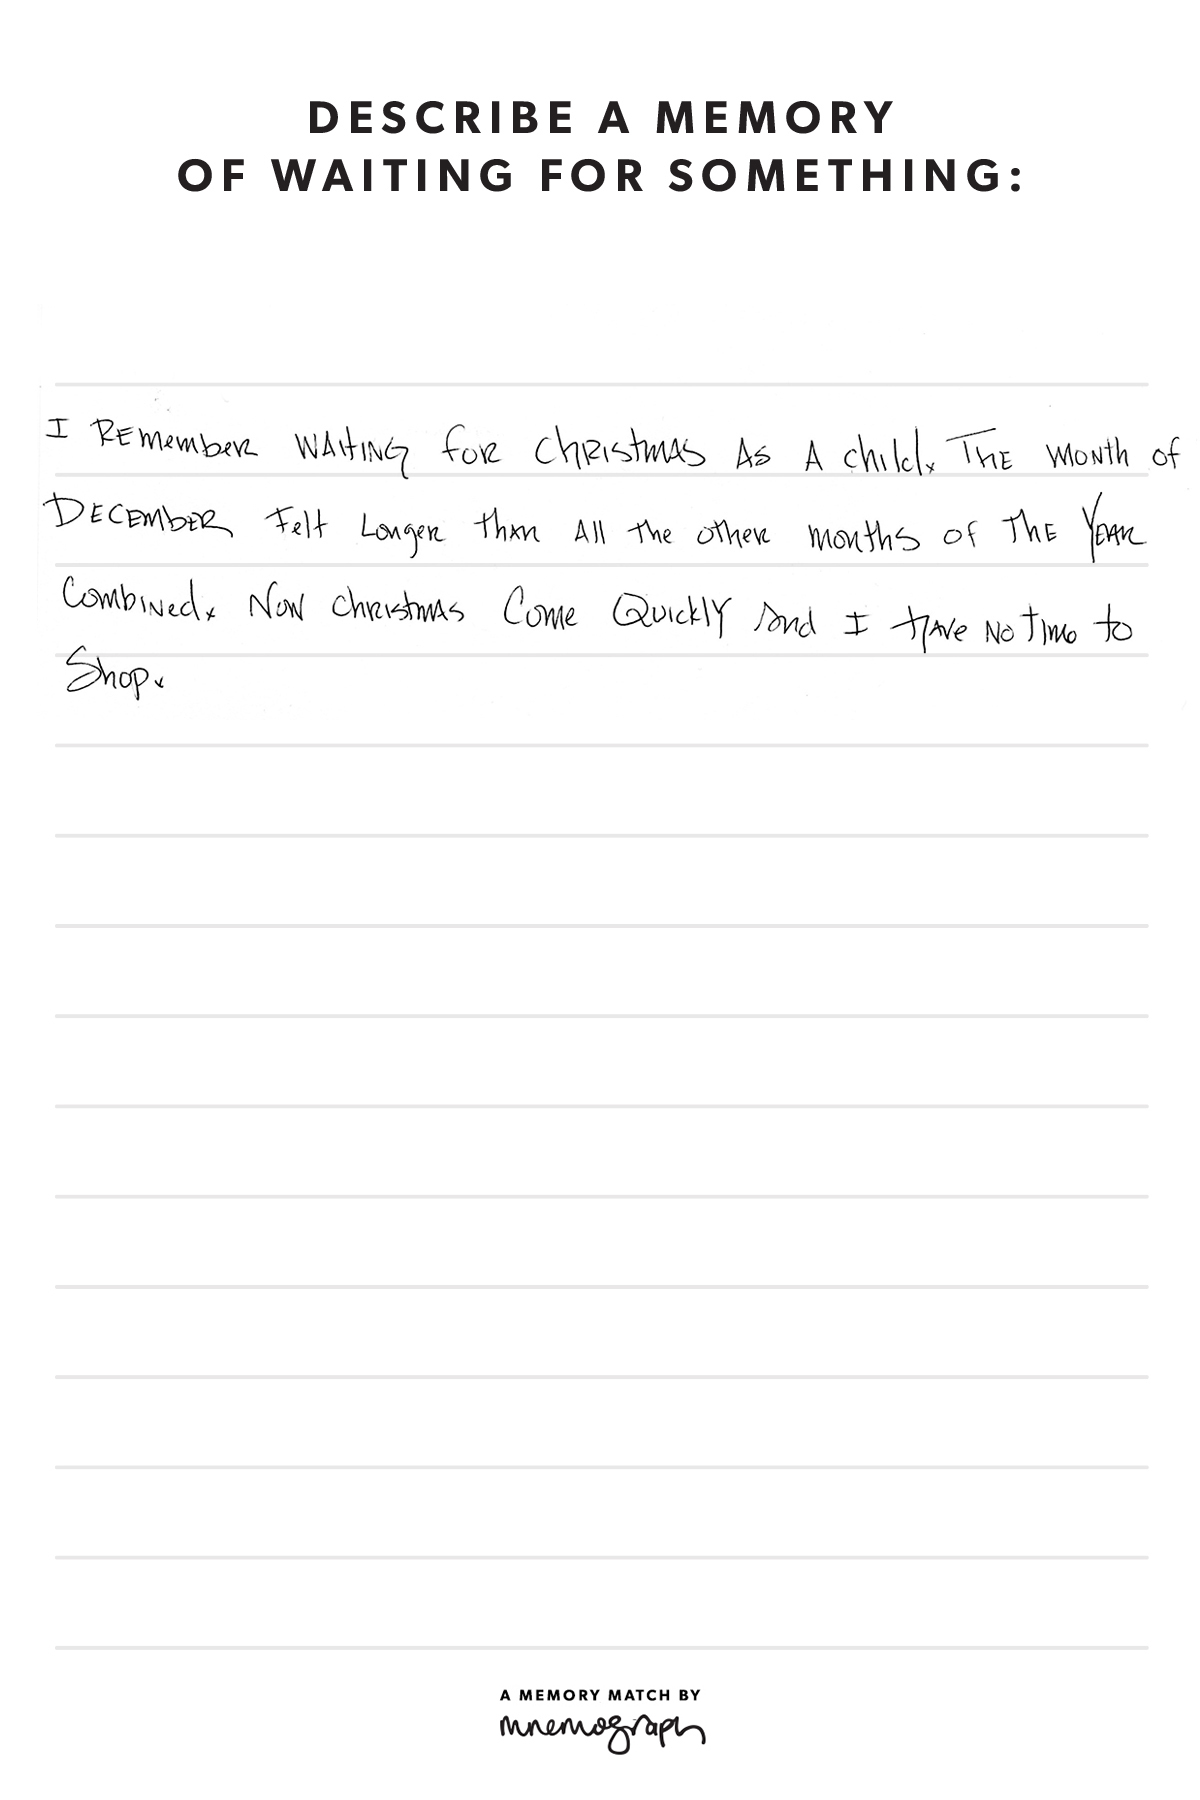 DESCRIBE A MEMORY
OF WAITING FOR SOMETHING:
I Remember WAITING for Christmas As A child. The month of
December Felt Longer than All the other months of The Year
Combined. Now Christmas Come Quickly And I Have No time to
Shop.
A MEMORY MATCH BY
mnemograph